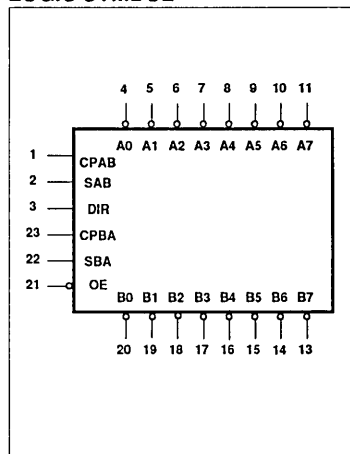 4 5 6 7 8 9 10 11
A0 A1 A2 A3 A4 A5 A6 A7
1 CPAB
2 SAB
3 DIR
23 CPBA
22 SBA
21 OE
B0 B1 B2 B3 B4 B5 B6 B7
20 19 18 17 16 15 14 13